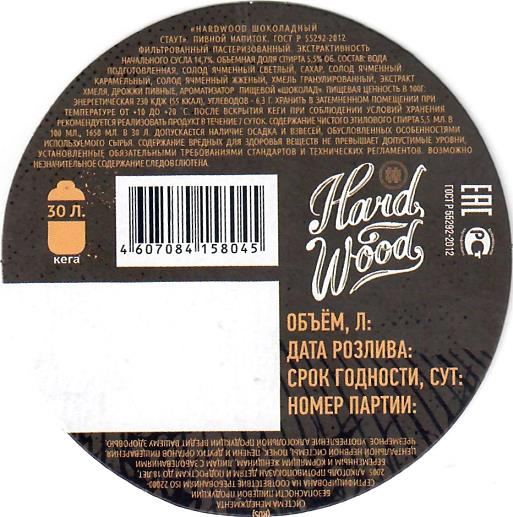 «HARDWOOD ШОКОЛАДНЫЙ
СТАУТ». ПИВНОЙ НАПИТОК. ГОСТ Р 55292-2012.
ФИЛЬТРОВАННЫЙ ПАСТЕРИЗОВАННЫЙ. ЭКСТРАКТИВНОСТЬ
НАЧАЛЬНОГО СУСЛА 14,7%. ОБЪЕМНАЯ ДОЛЯ СПИРТА 5,5% ОБ. СОСТАВ: ВОДА
ПОДГОТОВЛЕННАЯ, СОЛОД ЯЧМЕННЫЙ СВЕТЛЫЙ, САХАР, СОЛОД ЯЧМЕННЫЙ
КАРАМЕЛЬНЫЙ, СОЛОД ЯЧМЕННЫЙ ЖЖЕНЫЙ, ХМЕЛЬ ГРАНУЛИРОВАННЫЙ, ЭКСТРАКТ
ХМЕЛЯ, ДРОЖЖИ ПИВНЫЕ, АРОМАТИЗАТОР ПИЩЕВОЙ «ШОКОЛАД». ПИЩЕВАЯ ЦЕННОСТЬ В 100Г:
ЭНЕРГЕТИЧЕСКАЯ 230 КДЖ (55 ККАЛ), УГЛЕВОДОВ - 6,3 Г. ХРАНИТЬ В ЗАТЕМНЕННОМ ПОМЕЩЕНИИ ПРИ
ТЕМПЕРАТУРЕ ОТ +10 ДО +20 °С. ПОСЛЕ ВСКРЫТИЯ КЕГИ ПРИ СОБЛЮДЕНИИ УСЛОВИЙ ХРАНЕНИЯ
РЕКОМЕНДУЕТСЯ РЕАЛИЗОВАТЬ ПРОДУКТ В ТЕЧЕНИЕ 7 СУТОК. СОДЕРЖАНИЕ ЧИСТОГО ЭТИЛОВОГО СПИРТА 5,5 МЛ. В
100 МЛ., 1650 МЛ. В 30 Л. ДОПУСКАЕТСЯ НАЛИЧИЕ ОСАДКА И ВЗВЕСЕЙ, ОБУСЛОВЛЕННЫХ ОСОБЕННОСТЯМИ
ИСПОЛЬЗУЕМОГО СЫРЬЯ. СОДЕРЖАНИЕ ВРЕДНЫХ ДЛЯ ЗДОРОВЬЯ ВЕЩЕСТВ НЕ ПРЕВЫШАЕТ ДОПУСТИМЫЕ УРОВНИ,
УСТАНОВЛЕННЫЕ ОБЯЗАТЕЛЬНЫМИ ТРЕБОВАНИЯМИ СТАНДАРТОВ И ТЕХНИЧЕСКИХ РЕГЛАМЕНТОВ. ВОЗМОЖНО
НЕЗНАЧИТЕЛЬНОЕ СОДЕРЖАНИЕ СЛЕДОВ ГЛЮТЕНА.
30 Л.
кега
4 607084 158045
Hard
Wood
ГОСТ Р 55292-2012
EAC
ОБЪЁМ, Л:
ДАТА РОЗЛИВА:
СРОК ГОДНОСТИ, СУТ:
НОМЕР ПАРТИИ:
СИСТЕМА МЕНЕДЖМЕНТА
БЕЗОПАСНОСТИ ПИЩЕВОЙ ПРОДУКЦИИ
СЕРТИФИЦИРОВАНА НА СООТВЕТСТВИЕ ТРЕБОВАНИЯМ ISO 22000-
2005. АЛКОГОЛЬ ПРОТИВОПОКАЗАН ДЕТЯМ И ПОДРОСТКАМ ДО 18 ЛЕТ,
БЕРЕМЕННЫМ И КОРМЯЩИМ ЖЕНЩИНАМ, ЛИЦАМ С ЗАБОЛЕВАНИЯМИ
ЦЕНТРАЛЬНОЙ НЕРВНОЙ СИСТЕМЫ, ПОЧЕК, ПЕЧЕНИ И ДРУГИХ ОРГАНОВ ПИЩЕВАРЕНИЯ.
ЧРЕЗМЕРНОЕ УПОТРЕБЛЕНИЕ АЛКОГОЛЬНОЙ ПРОДУКЦИИ ВРЕДИТ ВАШЕМУ ЗДОРОВЬЮ.